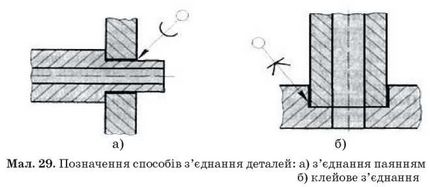 а)
б)
Мал. 29. Позначення способів з’єднання деталей: а) з’єднання паянням
б) клейове з’єднання